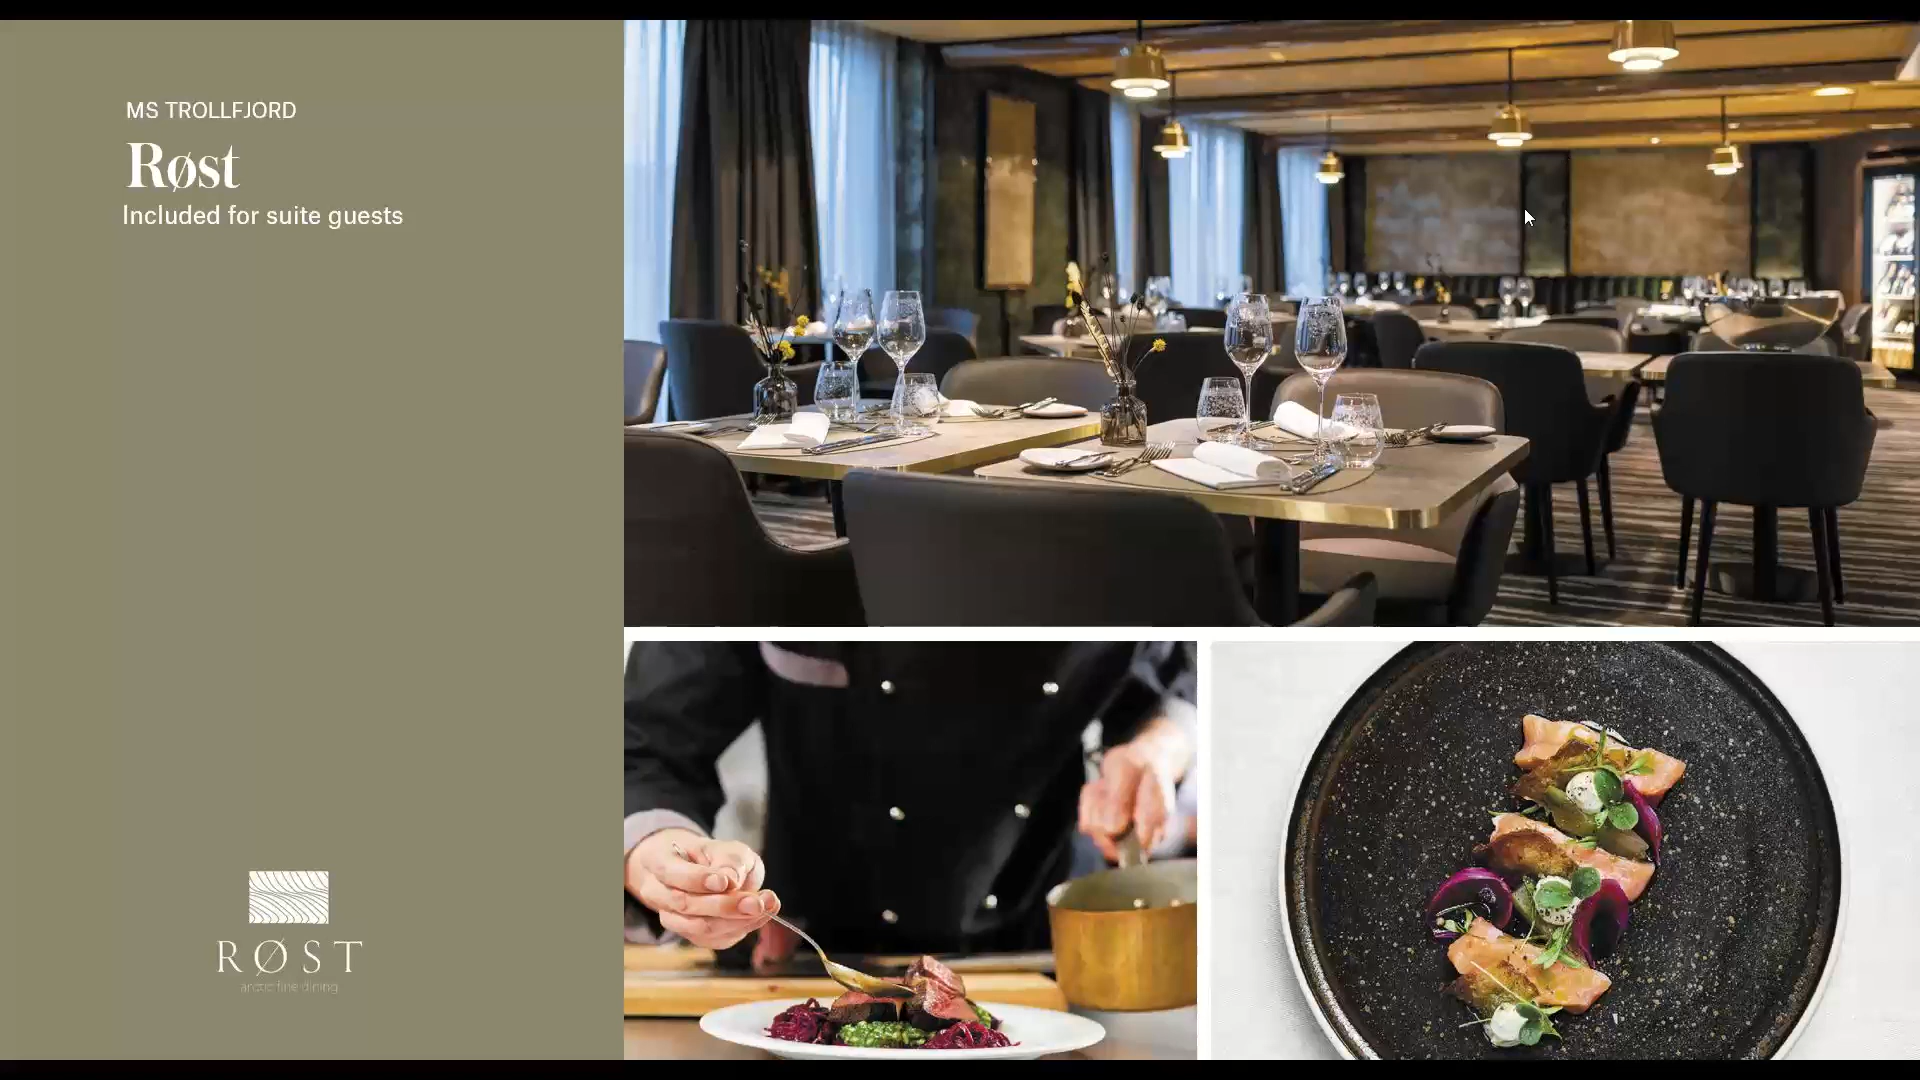 MS TROLLFJORD
Røst
Included for suite guests
RØST
arctic fine dining